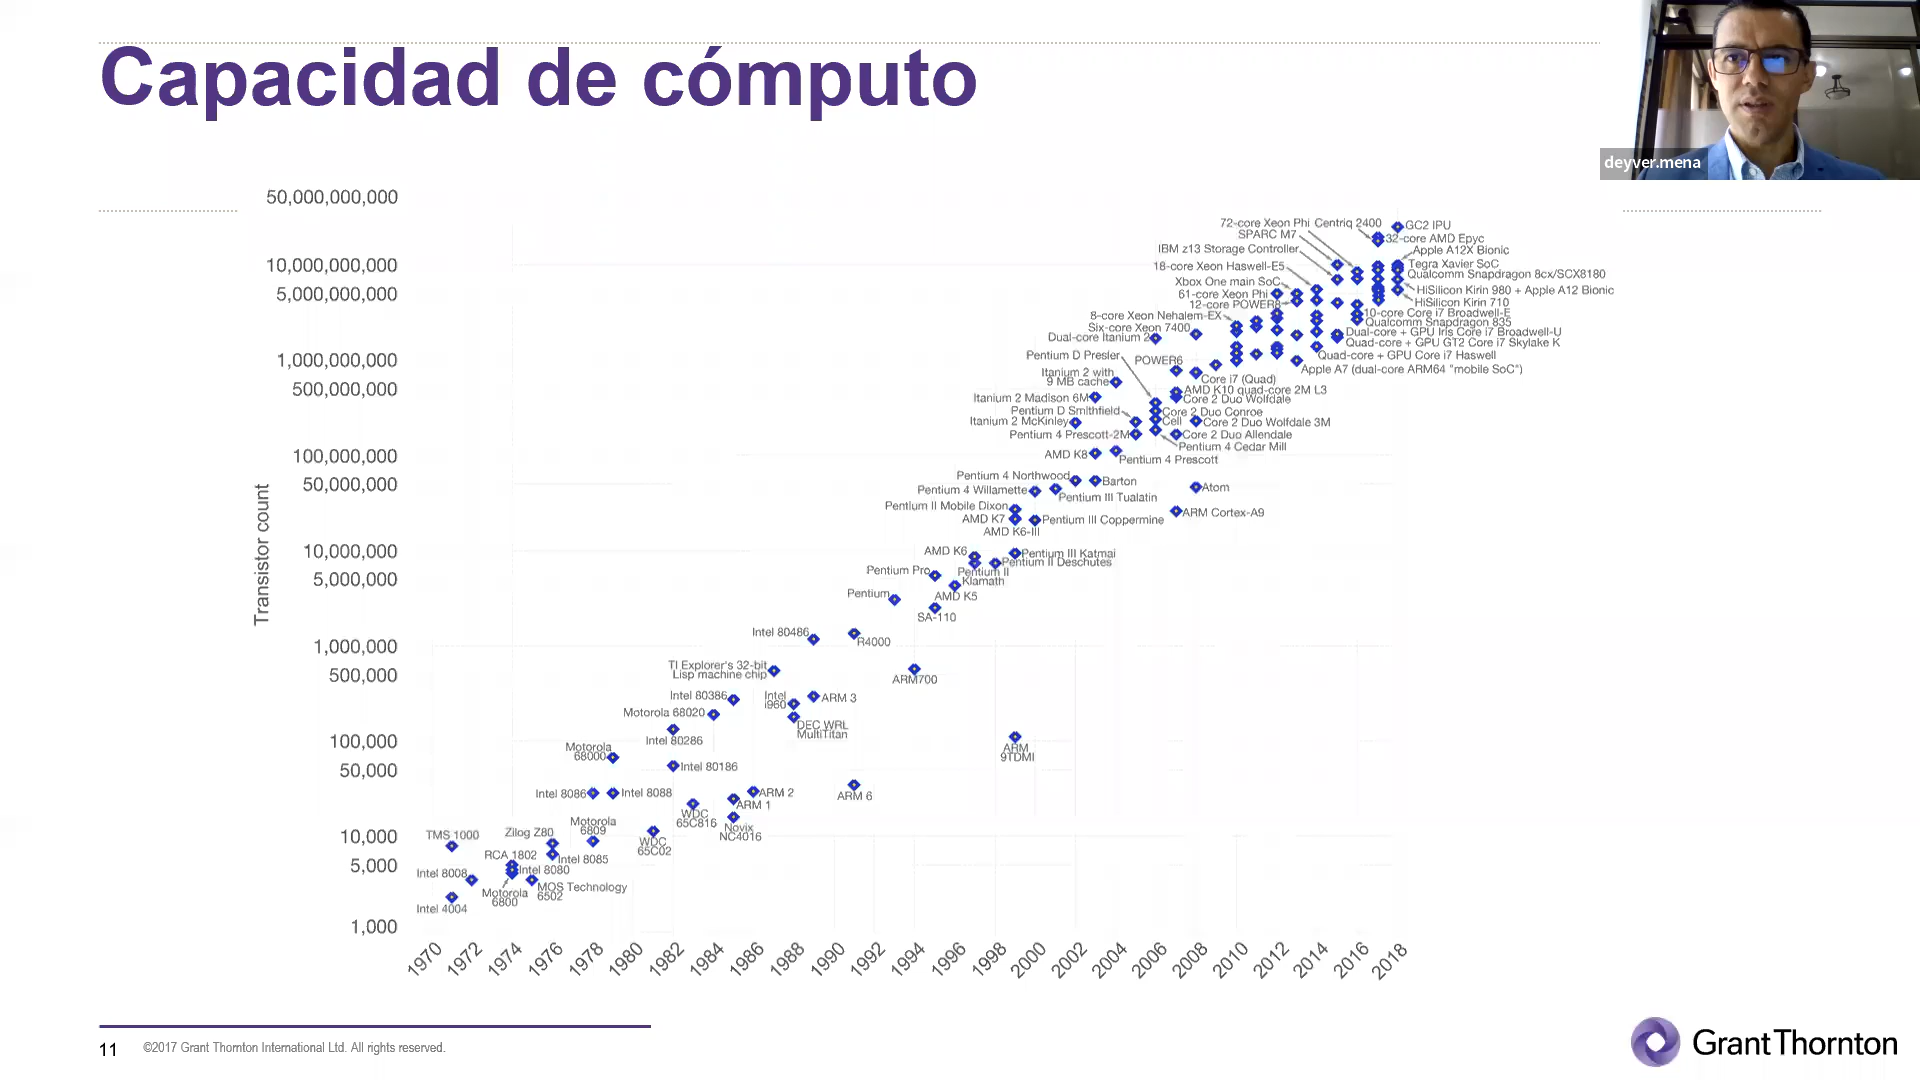 Capacidad de cómputo
deyver.mena
Transistor count
50,000,000,000
10,000,000,000
5,000,000,000
1,000,000,000
500,000,000
100,000,000
50,000,000
10,000,000
5,000,000
1,000,000
500,000
100,000
50,000
10,000
5,000
1,000
72-core Xeon Phi
Centriq 2400
GC2 IPU
SPARC M7
32-core AMD Epyc
IBM z13 Storage Controller
Apple A12X Bionic
18-core Xeon Haswell-E5
Tegra Xavier SoC
Qualcomm Snapdragon 8cx/SCX8180
Xbox One main SoC
61-core Xeon Phi
HiSilicon Kirin 980 + Apple A12 Bionic
12-core POWER8
HiSilicon Kirin 710
8-core Xeon Nehalem-EX
10-core Core i7 Broadwell-E
Six-core Xeon 7400
Qualcomm Snapdragon 835
Dual-core Itanium 2
Dual-core + GPU Iris Core i7 Broadwell-U
Quad-core + GPU GT2 Core i7 Skylake K
Pentium D Presler
POWER6
Quad-core + GPU Core i7 Haswell
Itanium 2 with
9 MB cache
Apple A7 (dual-core ARM64 "mobile SoC")
Core i7 (Quad)
AMD K10 quad-core 2M L3
Itanium 2 Madison 6M
Core 2 Duo Wolfdale
Pentium D Smithfield
Core 2 Duo Conroe
Itanium 2 McKinley
Cell
Core 2 Duo Wolfdale 3M
Pentium 4 Prescott-2M
Core 2 Duo Allendale
Pentium 4 Cedar Mill
AMD K8
Pentium 4 Prescott
Pentium 4 Northwood
Barton
Atom
Pentium 4 Willamette
Pentium III Tualatin
Pentium II Mobile Dixon
ARM Cortex-A9
AMD K7
Pentium III Coppermine
AMD K6-III
AMD K6
Pentium III Katmai
Pentium II Deschutes
Pentium Pro
Pentium II
Klamath
Pentium
AMD K5
SA-110
Intel 80486
R4000
TI Explorer's 32-bit
Lisp machine chip
ARM700
Intel 80386
Intel
i960
ARM 3
Motorola 68020
DEC WRL
MultiTitan
Intel 80286
Motorola
68000
ARM
9TDMI
Intel 80186
Intel 8086
Intel 8088
ARM 2
ARM 6
ARM 1
WDC
65C816
Novix
NC4016
Motorola
6809
TMS 1000
Zilog Z80
WDC
65C02
RCA 1802
Intel 8085
Intel 8008
Intel 8080
Motorola
6800
MOS Technology
6502
Intel 4004
1970 1972 1974 1976 1978 1980 1982 1984 1986 1988 1990 1992 1994 1996 1998 2000 2002 2004 2006 2008 2010 2012 2014 2016 2018
11 ©2017 Grant Thornton International Ltd. All rights reserved.
Grant Thornton